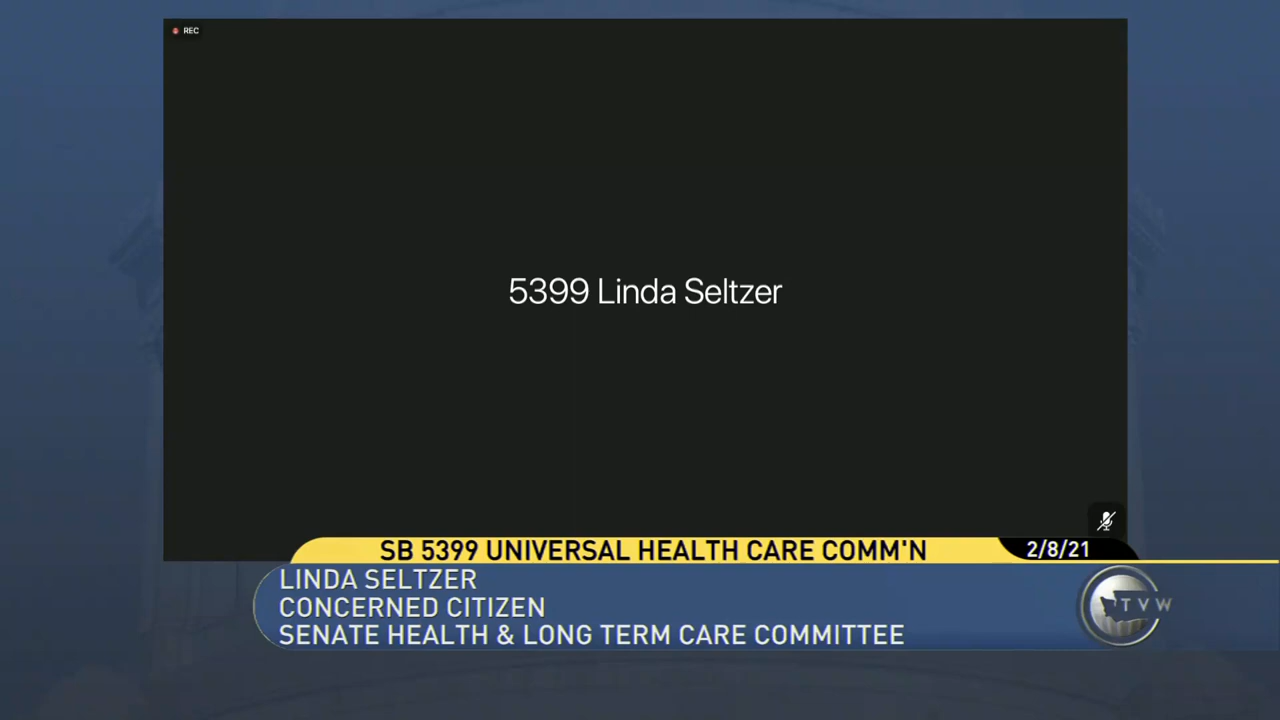 REC
5399 Linda Seltzer
SB 5399 UNIVERSAL HEALTH CARE COMM'N
2/8/21
LINDA SELTZER
CONCERNED CITIZEN
SENATE HEALTH & LONG TERM CARE COMMITTEE
TVW